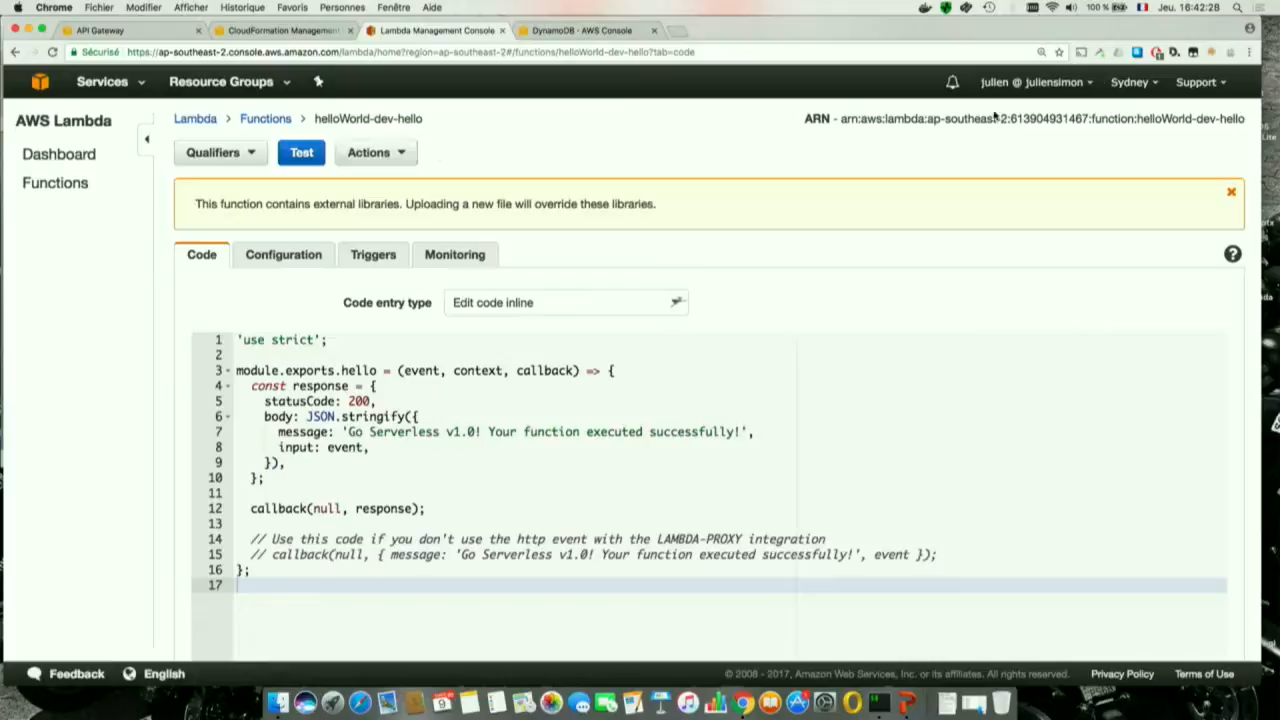 Chrome Fichier Modifier Afficher Historique Favoris Personnes Fenêtre Aide 100 % Jeu. 16:42:28
API Gateway CloudFormation Management Lambda Management Console DynamoDB - AWS Console
Sécurisé https://ap-southeast-2.console.aws.amazon.com/lambda/home?region=ap-southeast-2#/functions/helloWorld-dev-hello?tab=code
Services Resource Groups julien @ juliensimon Sydney Support
AWS Lambda
Dashboard
Functions
Lambda > Functions > helloWorld-dev-hello
ARN - arn:aws:lambda:ap-southeast-2:613904931467:function:helloWorld-dev-hello
Qualifiers Test Actions
This function contains external libraries. Uploading a new file will override these libraries.
Code Configuration Triggers Monitoring
Code entry type Edit code inline
1 'use strict';
2
3 module.exports.hello = (event, context, callback) => {
4 const response = {
5 statusCode: 200,
6 body: JSON.stringify({
7 message: 'Go Serverless v1.0! Your function executed successfully!',
8 input: event,
9 }),
10 };
11
12 callback(null, response);
13
14 // Use this code if you don't use the http event with the LAMBDA-PROXY integration
15 // callback(null, { message: 'Go Serverless v1.0! Your function executed successfully!', event });
16 };
17
Feedback English © 2008 - 2017, Amazon Web Services, Inc. or its affiliates. All rights reserved. Privacy Policy Terms of Use